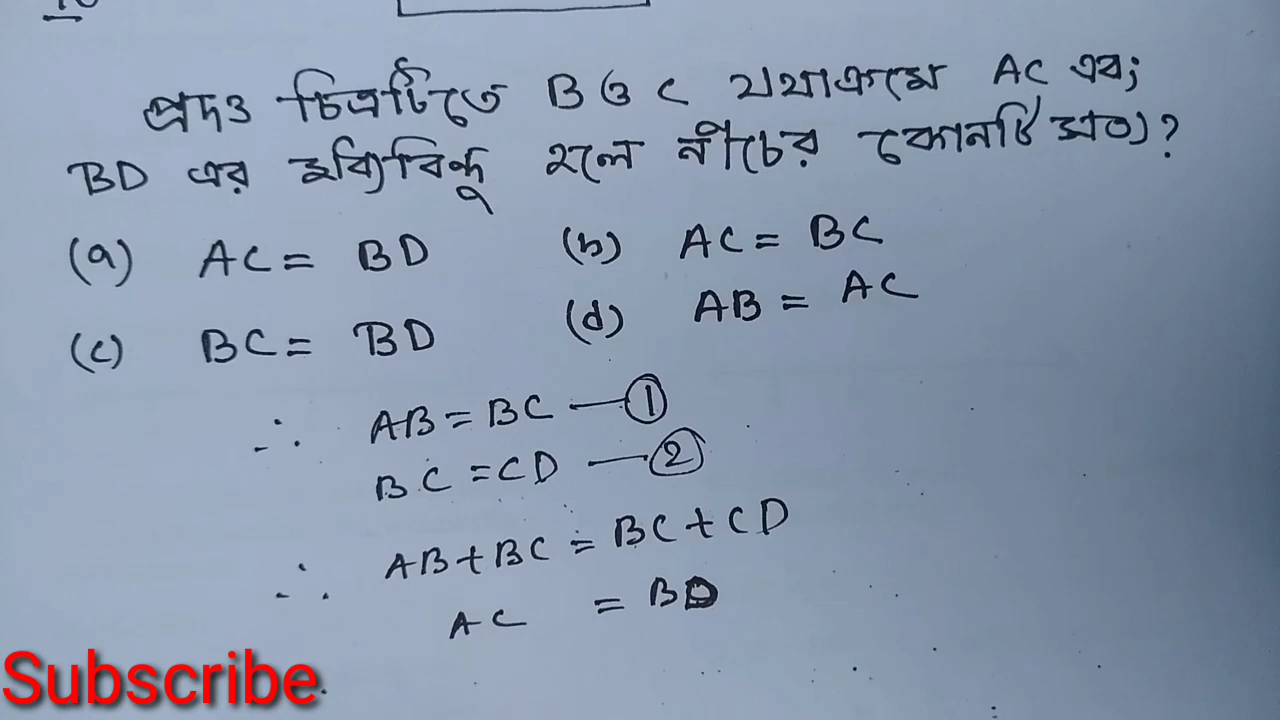 প্রদত্ত চিত্রটিতে B ও C যথাক্রমে AC এবং
BD এর মধ্যবিন্দু হলে নীচের কোনটি সত্য?
(a) AC = BD (b) AC = BC
(c) BC = BD (d) AB = AC
∴ AB = BC — ①
BC = CD — ②
∴ AB + BC = BC + CD
AC = BD
Subscribe